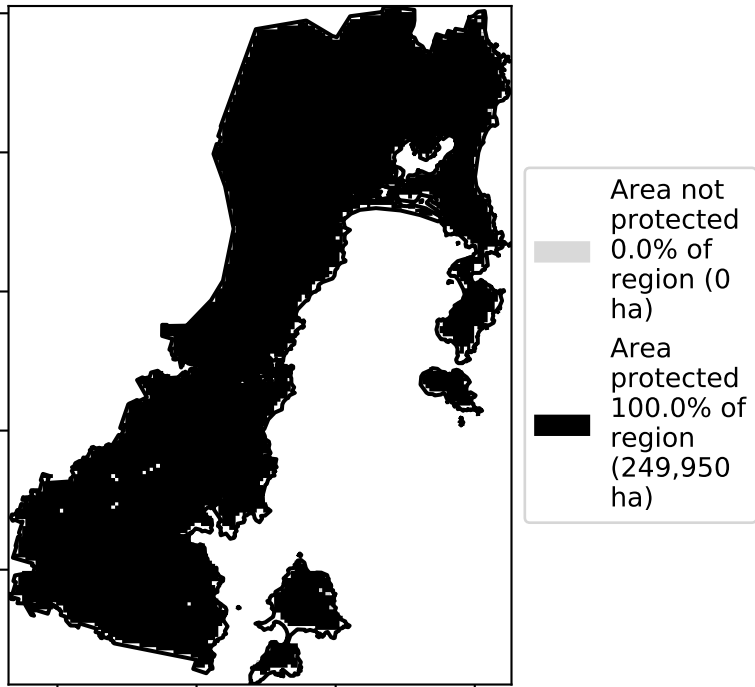 Area not
protected
0.0% of
region (0
ha)
Area
protected
100.0% of
region
(249,950
ha)